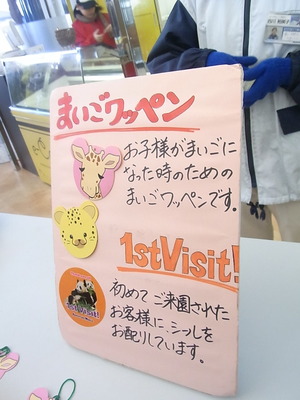 まいごワッペン
お子様がまいごに
なった時のための
まいごワッペンです。
1stVisit!
初めてご来園された
お客様に、シールを
お配りしています。